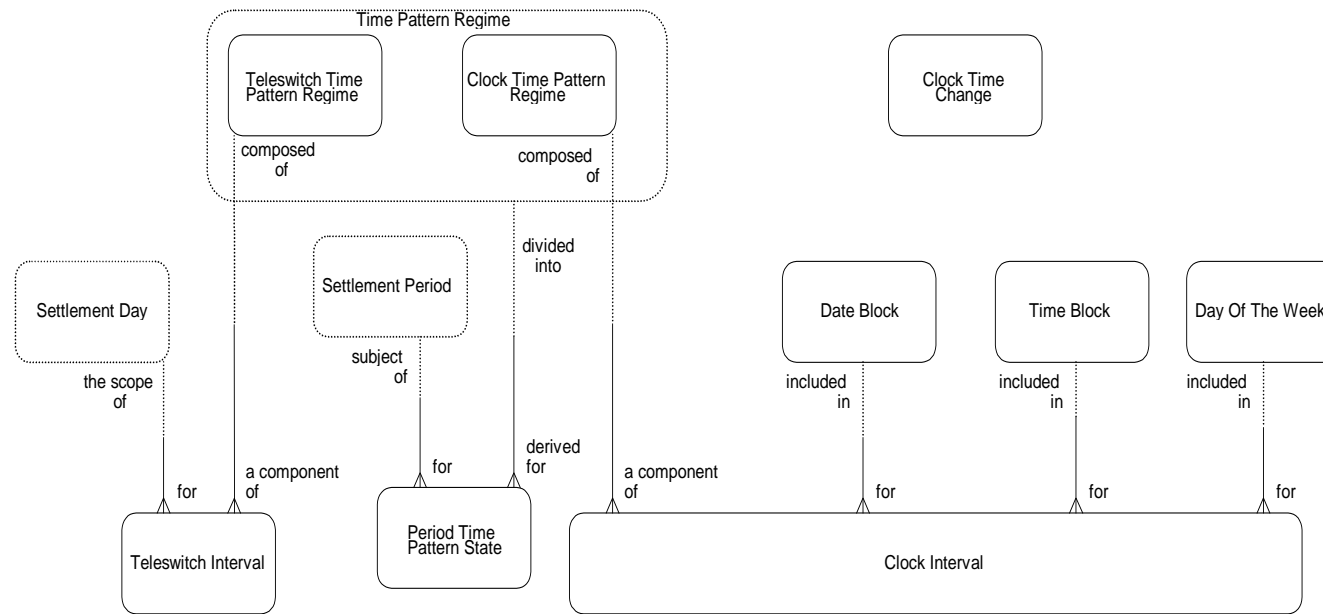 Time Pattern Regime
Teleswitch Time
Pattern Regime
Clock Time Pattern
Regime
Clock Time
Change
composed
of
composed
of
divided
into
Settlement Day
Settlement Period
Date Block
Time Block
Day Of The Week
the scope
of
subject
of
included
in
included
in
included
in
for
a component
of
for
derived
for
a component
of
for
for
for
Teleswitch Interval
Period Time
Pattern State
Clock Interval